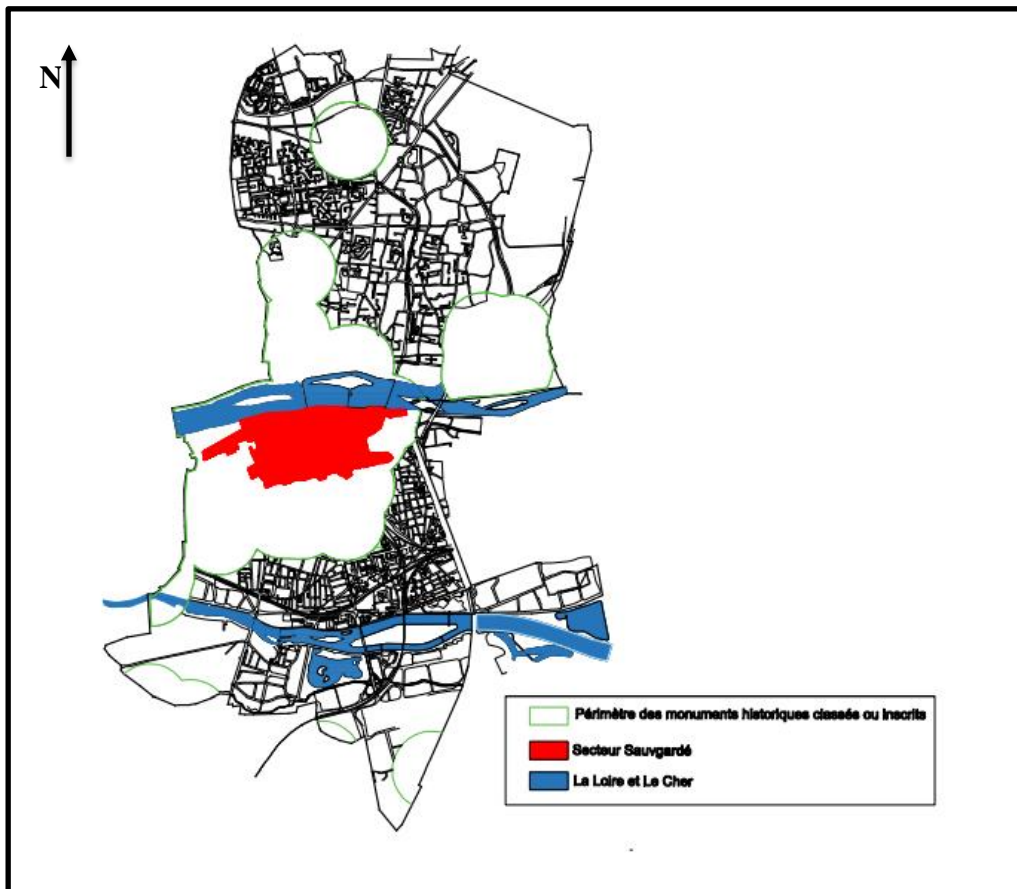 N
Périmètre des monuments historiques classés ou inscrits
Secteur Sauvgardé
La Loire et Le Cher